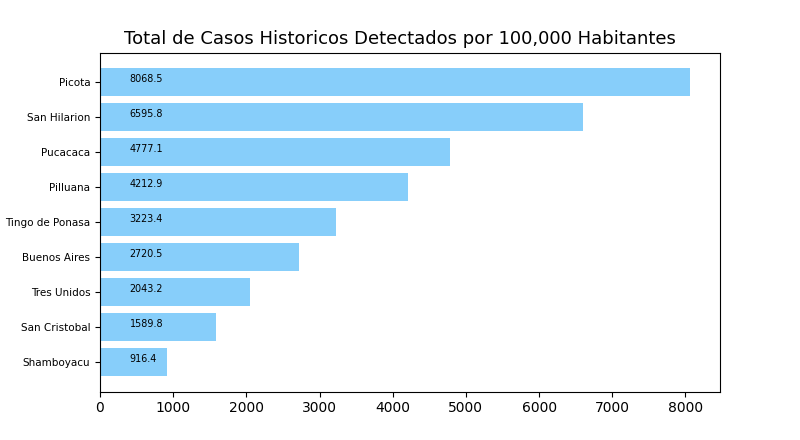 Total de Casos Historicos Detectados por 100,000 Habitantes
Picota 8068.5
San Hilarion 6595.8
Pucacaca 4777.1
Pilluana 4212.9
Tingo de Ponasa 3223.4
Buenos Aires 2720.5
Tres Unidos 2043.2
San Cristobal 1589.8
Shamboyacu 916.4
0 1000 2000 3000 4000 5000 6000 7000 8000